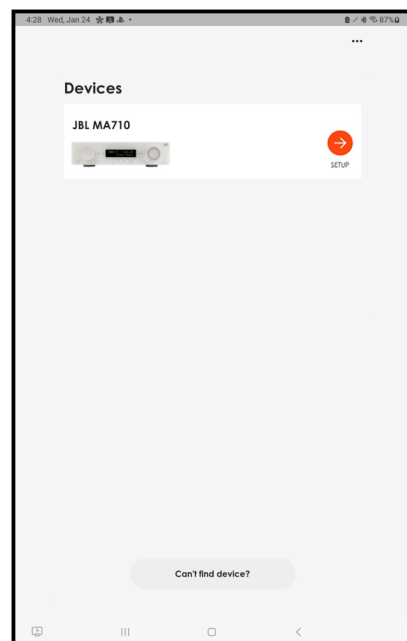 4:28 Wed, Jan 24
87%
Devices
JBL MA710
SETUP
Can't find device?